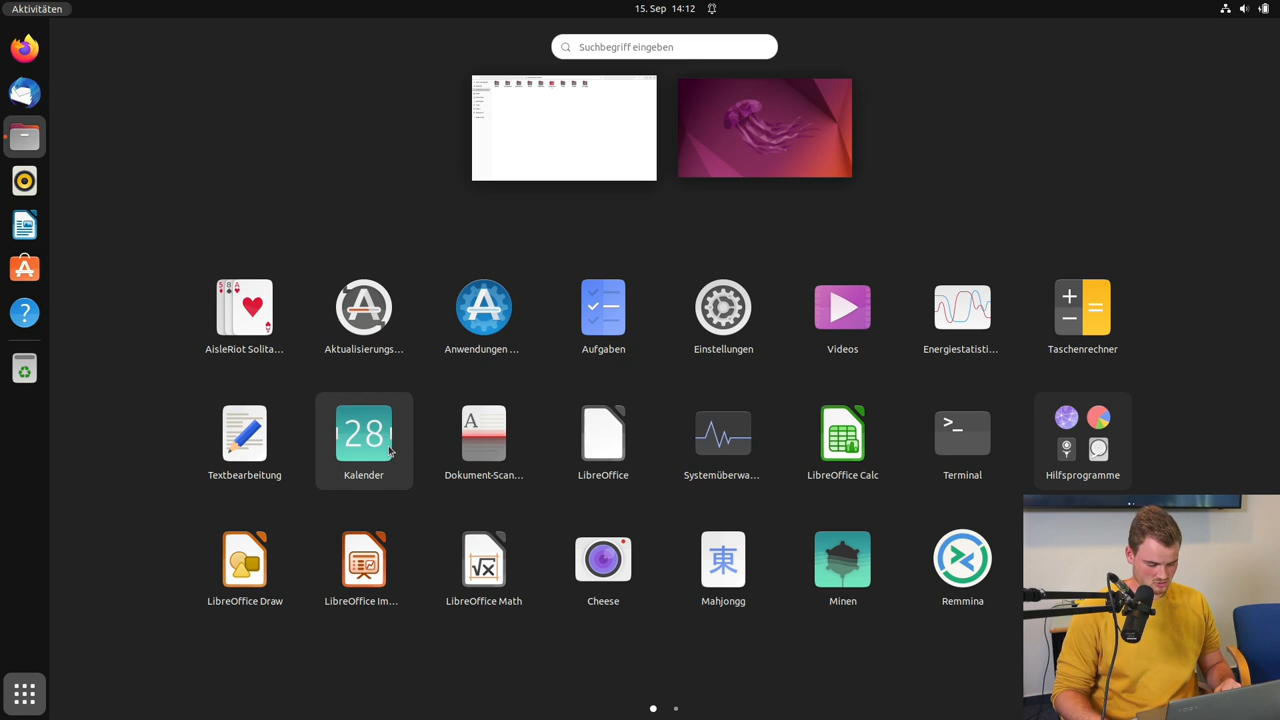 Aktivitäten
15. Sep 14:12
Suchbegriff eingeben
AisleRiot Solita...
Aktualisierungs...
Anwendungen ...
Aufgaben
Einstellungen
Videos
Energiestatisti...
Taschenrechner
28
>_
Textbearbeitung
Kalender
Dokument-Scan...
LibreOffice
Systemüberwa...
LibreOffice Calc
Terminal
Hilfsprogramme
東
LibreOffice Draw
LibreOffice Im...
LibreOffice Math
Cheese
Mahjongg
Minen
Remmina